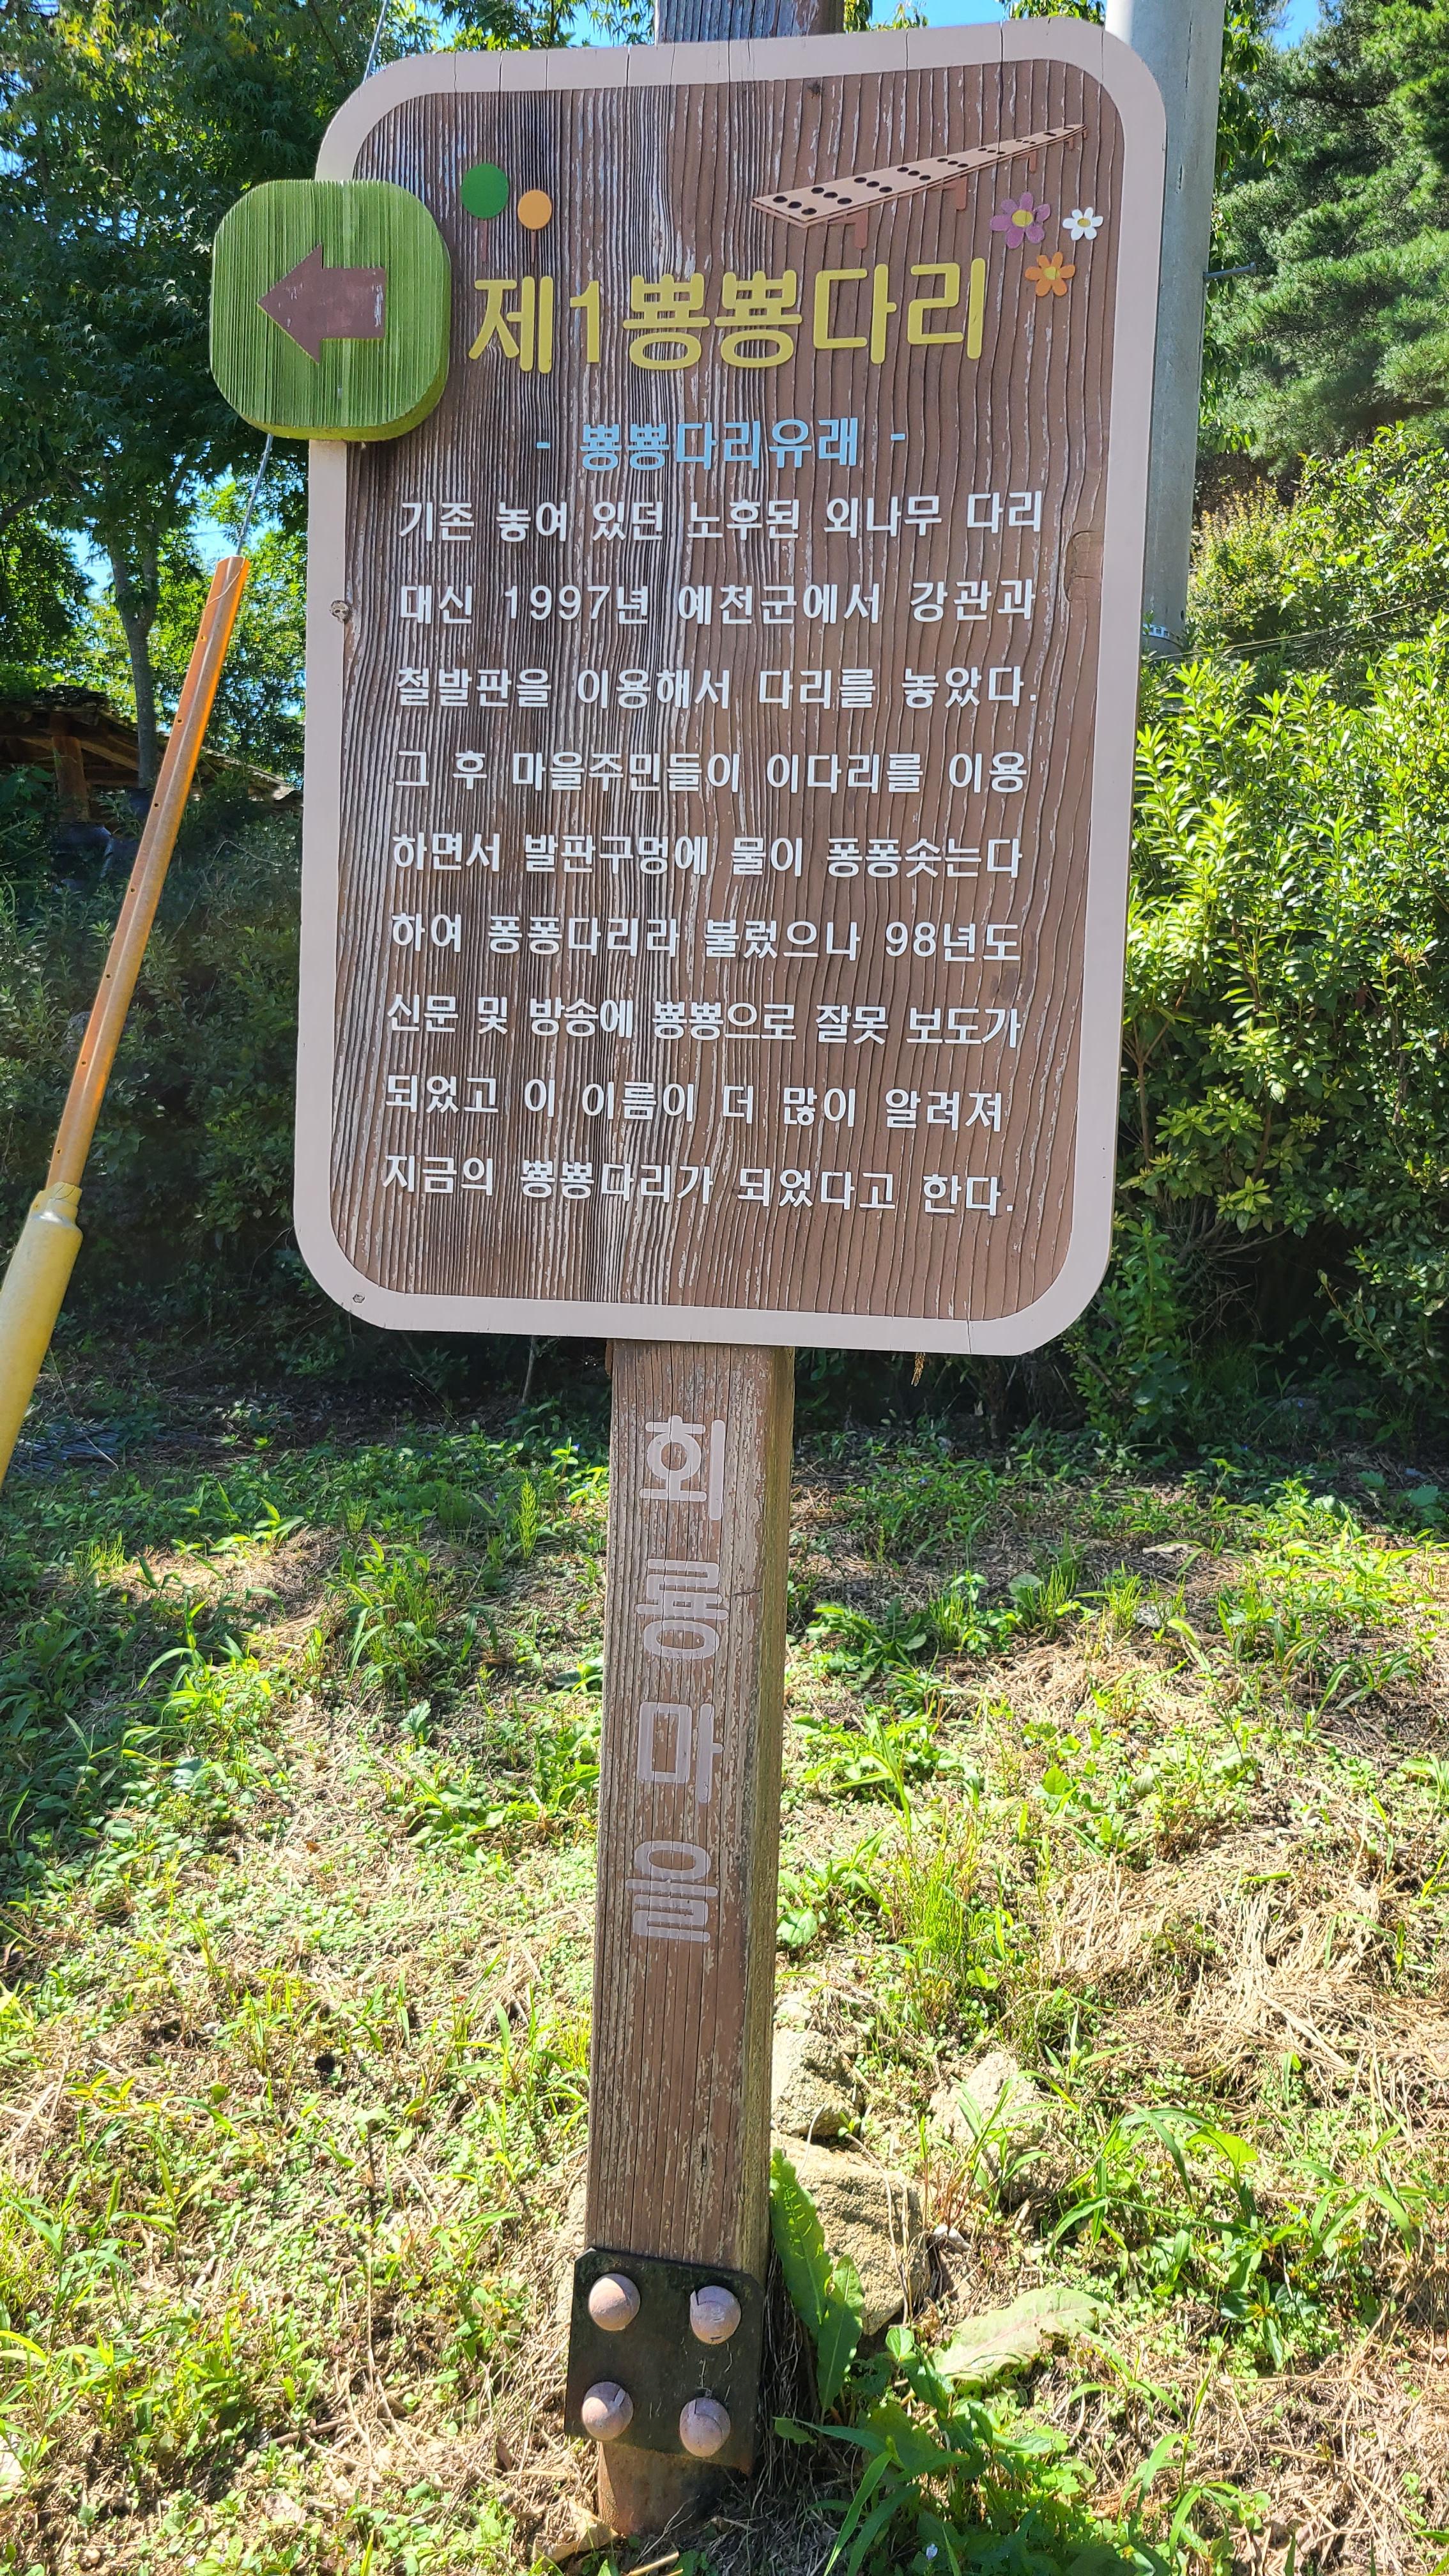 제1뿅뿅다리
- 뿅뿅다리유래 -
기존 놓여 있던 노후된 외나무 다리
대신 1997년 예천군에서 강관과
철발판을 이용해서 다리를 놓았다.
그 후 마을주민들이 이다리를 이용
하면서 발판구멍에 물이 퐁퐁솟는다
하여 퐁퐁다리라 불렀으나 98년도
신문 및 방송에 뿅뿅으로 잘못 보도가
되었고 이 이름이 더 많이 알려져
지금의 뿅뿅다리가 되었다고 한다.
회룡마을